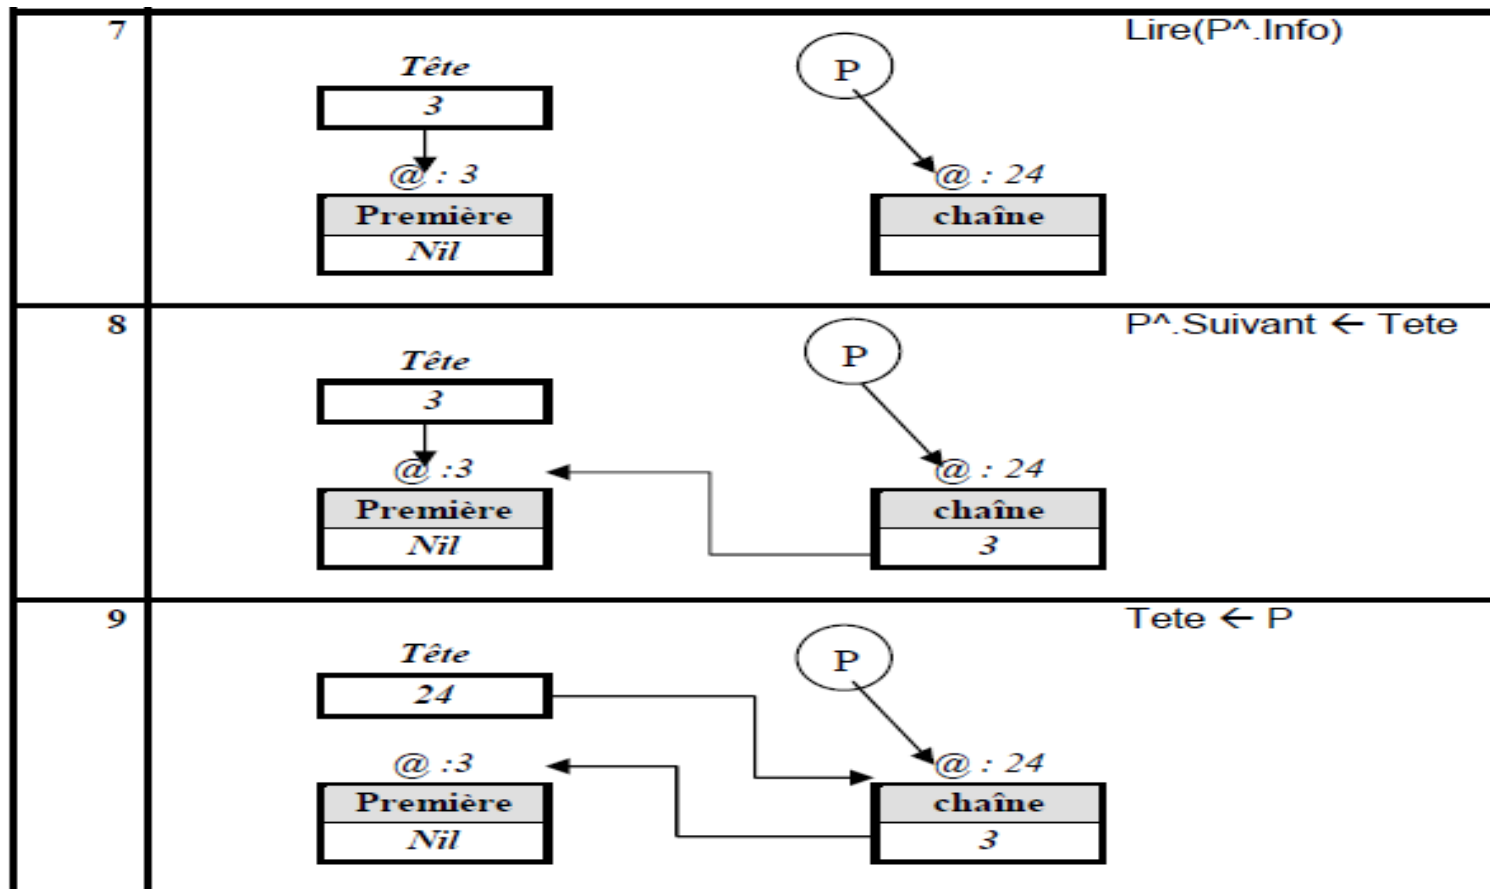 7
Lire(P^.Info)
Tête
P
3
@ : 3
@ : 24
Première
chaîne
Nil
8
P^.Suivant ← Tete
Tête
P
3
@ :3
@ : 24
Première
chaîne
Nil
3
9
Tete ← P
Tête
P
24
@ :3
@ : 24
Première
chaîne
Nil
3